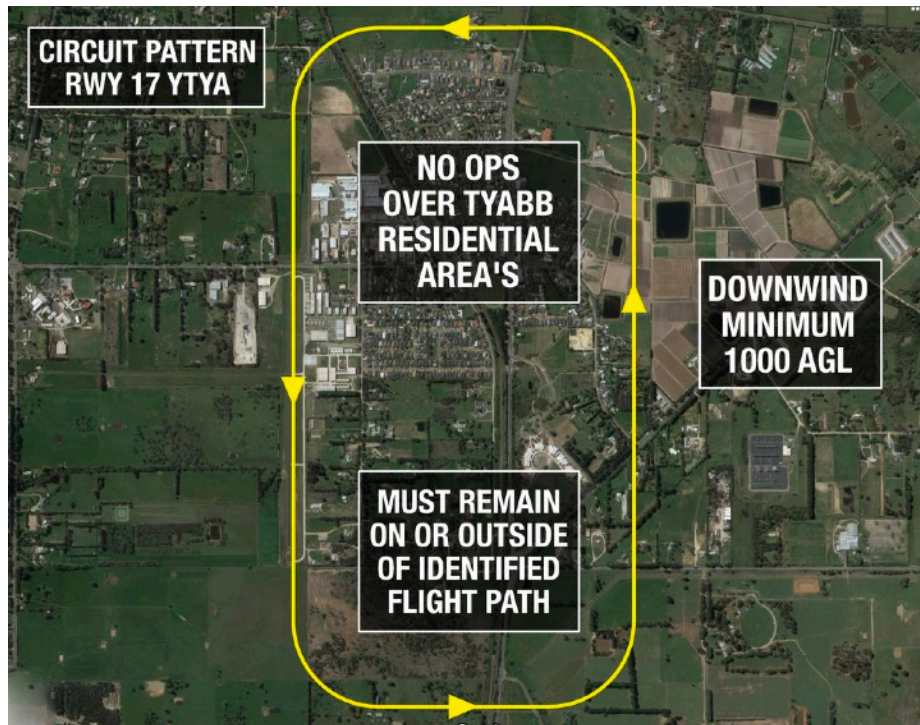 CIRCUIT PATTERN
RWY 17 YTYA
NO OPS
OVER TYABB
RESIDENTIAL
AREA'S
DOWNWIND
MINIMUM
1000 AGL
MUST REMAIN
ON OR OUTSIDE
OF IDENTIFIED
FLIGHT PATH